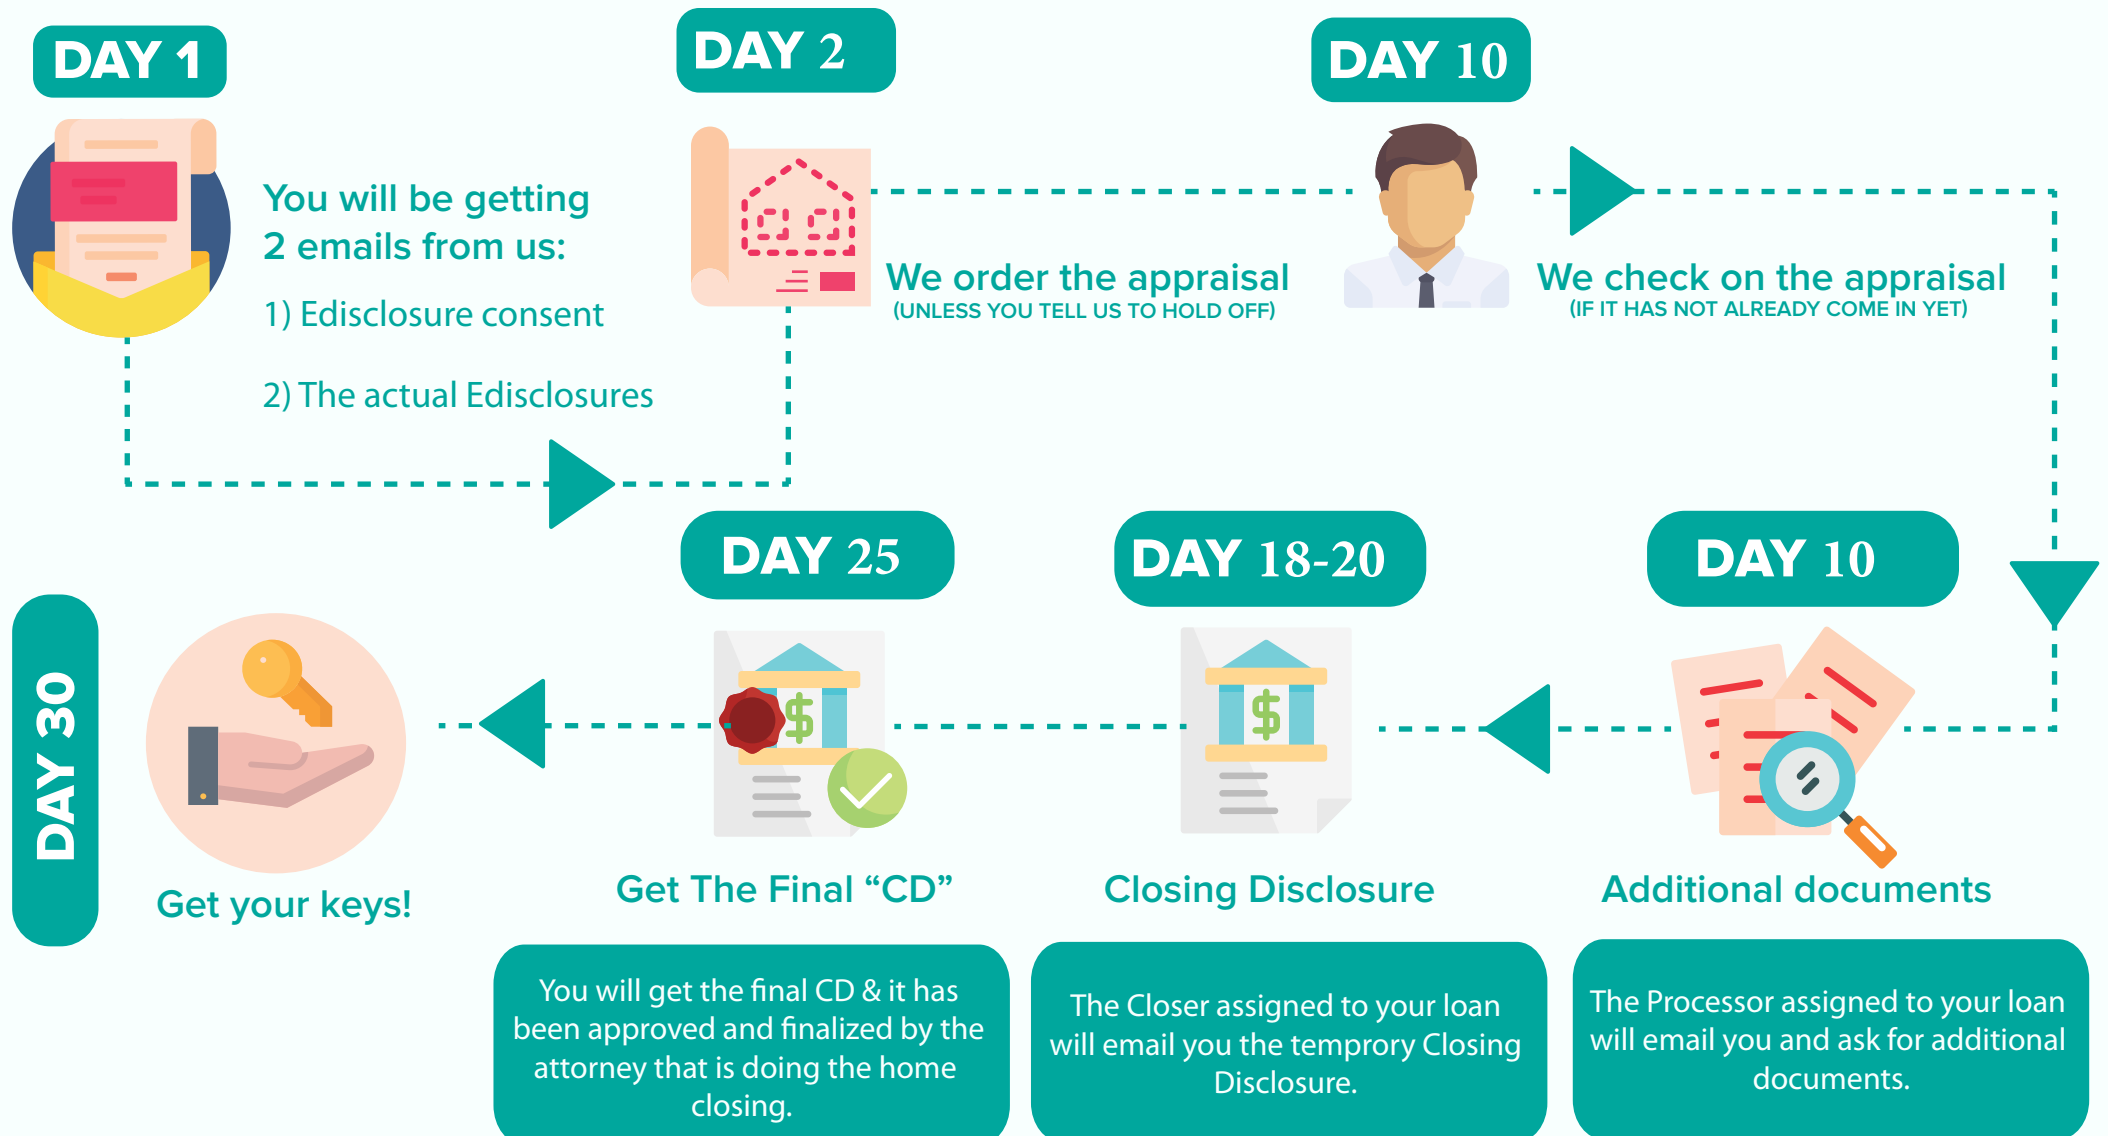 DAY 1
You will be getting
2 emails from us:
1) Edisclosure consent
2) The actual Edisclosures
DAY 2
We order the appraisal
(UNLESS YOU TELL US TO HOLD OFF)
DAY 10
We check on the appraisal
(IF IT HAS NOT ALREADY COME IN YET)
DAY 10
Additional documents
The Processor assigned to your loan
will email you and ask for additional
documents.
DAY 18-20
Closing Disclosure
The Closer assigned to your loan
will email you the temprory Closing
Disclosure.
DAY 25
Get The Final “CD”
You will get the final CD & it has
been approved and finalized by the
attorney that is doing the home
closing.
DAY 30
Get your keys!